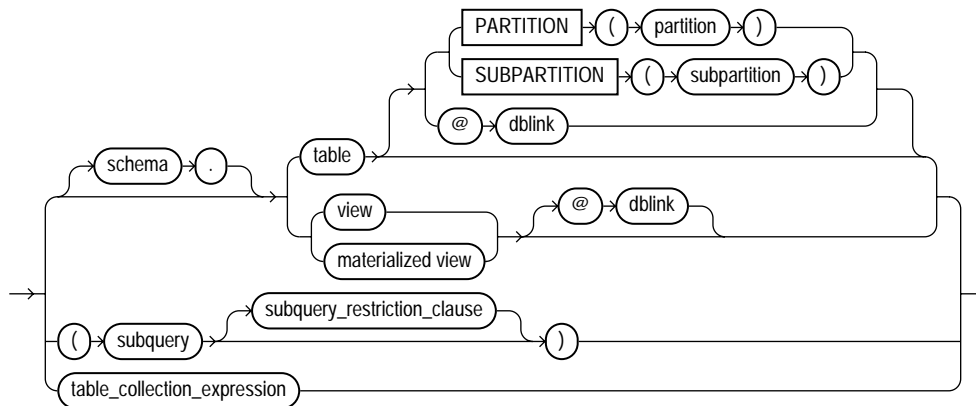 PARTITION ( partition )
SUBPARTITION ( subpartition )
@ dblink
table
schema .
view @ dblink
materialized view
subquery_restriction_clause
( subquery )
table_collection_expression